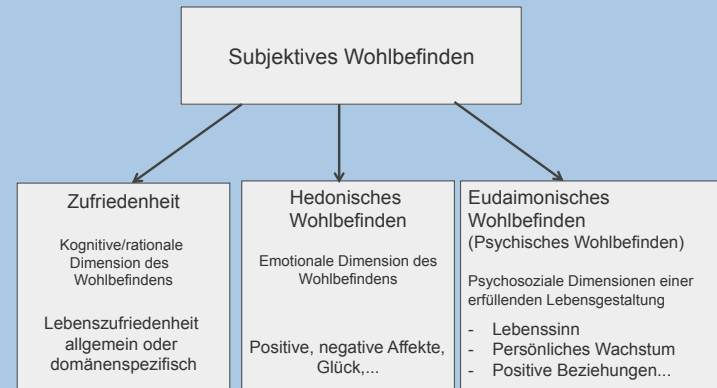 Subjektives Wohlbefinden
Zufriedenheit
Kognitive/rationale
Dimension des
Wohlbefindens
Lebenszufriedenheit
allgemein oder
domänenspezifisch
Hedonisches
Wohlbefinden
Emotionale Dimension des
Wohlbefindens
Positive, negative Affekte,
Glück,...
Eudaimonisches
Wohlbefinden
(Psychisches Wohlbefinden)
Psychosoziale Dimensionen einer
erfüllenden Lebensgestaltung
- Lebenssinn
- Persönliches Wachstum
- Positive Beziehungen...